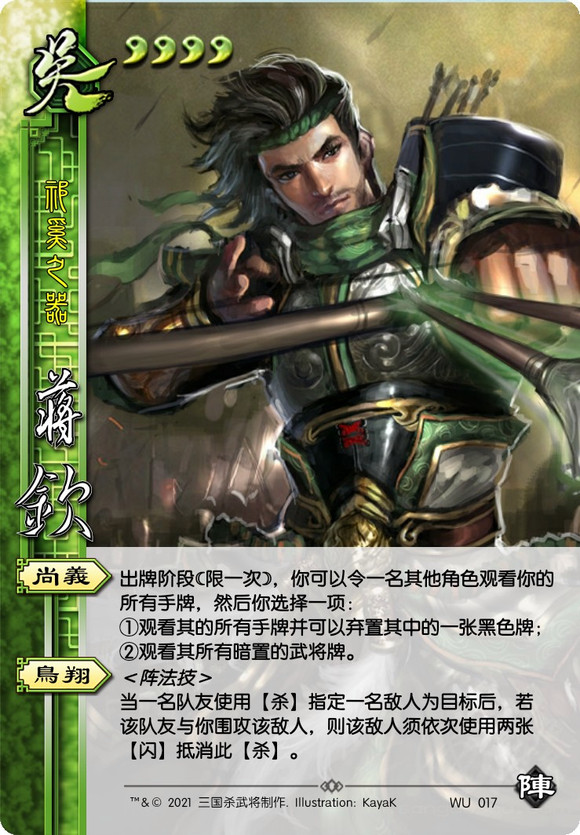 吴
祁奚之器
蒋钦
尚義
出牌阶段(限一次)，你可以令一名其他角色观看你的
所有手牌，然后你选择一项：
①观看其的所有手牌并可以弃置其中的一张黑色牌；
②观看其所有暗置的武将牌。
鳥翔
＜阵法技＞
当一名队友使用【杀】指定一名敌人为目标后，若
该队友与你围攻该敌人，则该敌人须依次使用两张
【闪】抵消此【杀】。
™&© 2021 三国杀武将制作. Illustration: KayaK
WU 017
陣